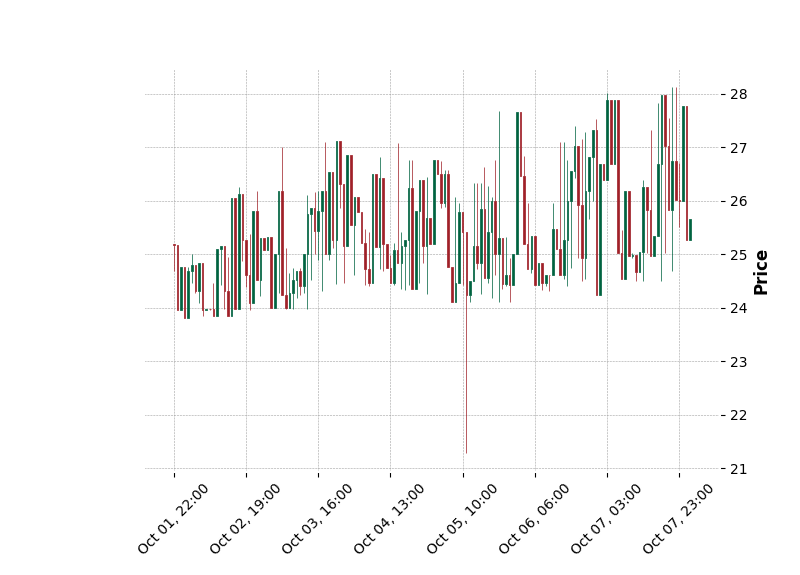 28
27
26
25
24
23
22
21
Price
Oct 01, 22:00
Oct 02, 19:00
Oct 03, 16:00
Oct 04, 13:00
Oct 05, 10:00
Oct 06, 06:00
Oct 07, 03:00
Oct 07, 23:00